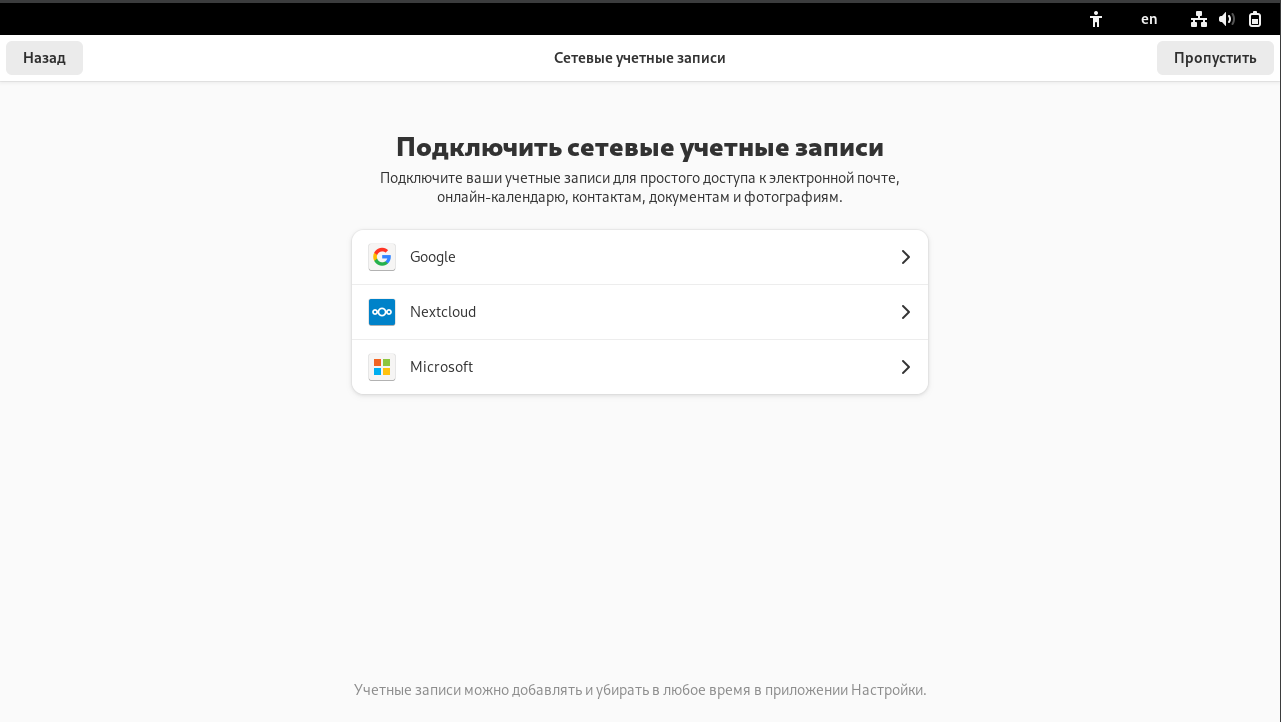 en
Назад
Сетевые учетные записи
Пропустить
Подключить сетевые учетные записи
Подключите ваши учетные записи для простого доступа к электронной почте,
онлайн-календарю, контактам, документам и фотографиям.
Google
Nextcloud
Microsoft
Учетные записи можно добавлять и убирать в любое время в приложении Настройки.